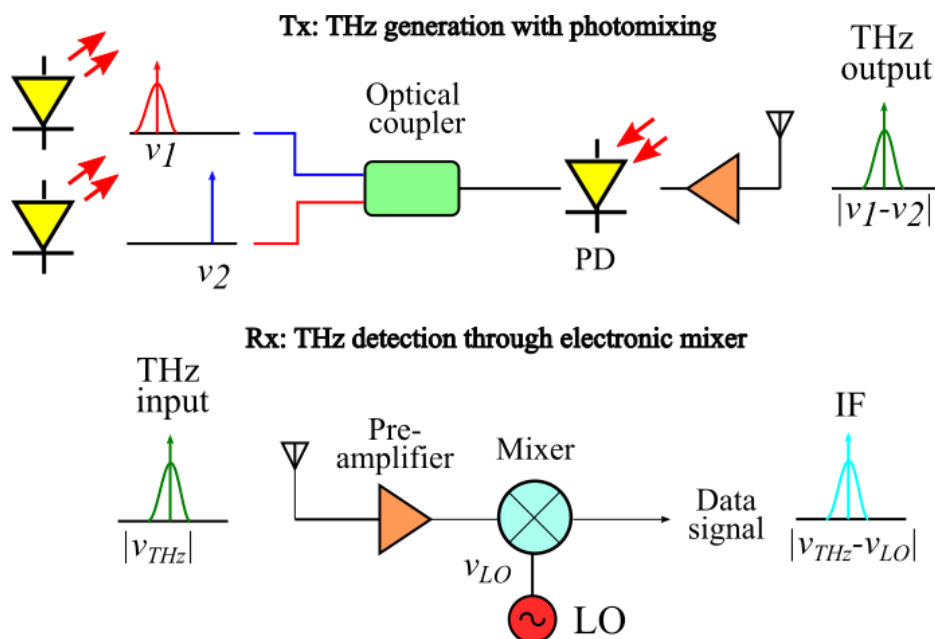 Tx: THz generation with photomixing
THz
output
Optical
coupler
v1
v2
PD
|v1-v2|
Rx: THz detection through electronic mixer
THz
input
Pre-
amplifier
Mixer
IF
Data
signal
|vTHz|
vLO
|vTHz-vLO|
LO